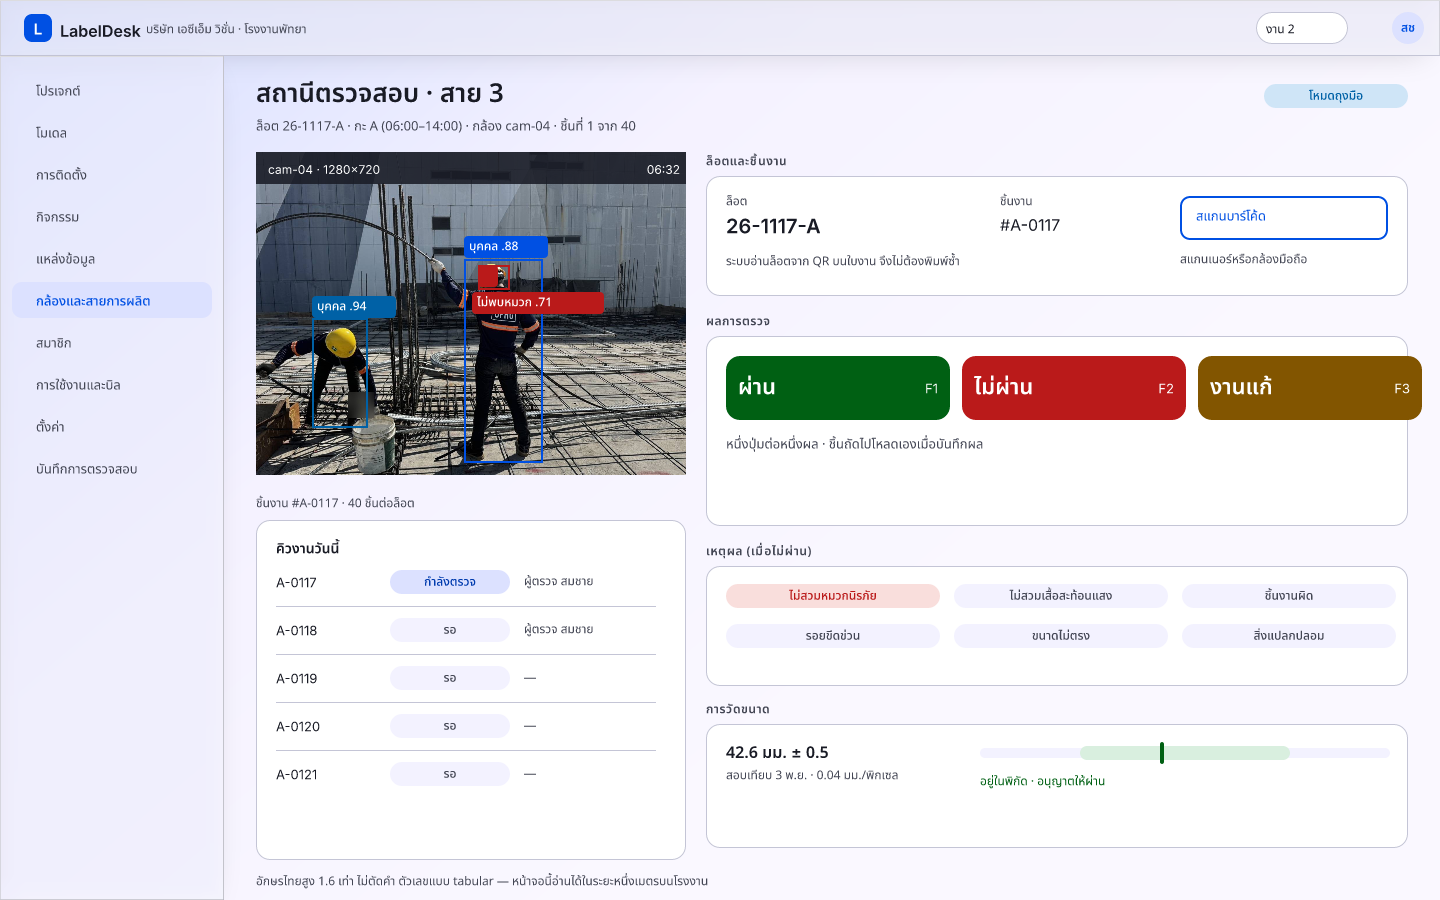 L LabelDesk บริษัท เอซีเอ็ม วิชั่น · โรงงานพัทยา
งาน 2
สช
โปรเจกต์
โมเดล
การติดตั้ง
กิจกรรม
แหล่งข้อมูล
กล้องและสายการผลิต
สมาชิก
การใช้งานและบิล
ตั้งค่า
บันทึกการตรวจสอบ
สถานีตรวจสอบ · สาย 3
ล็อต 26-1117-A · กะ A (06:00–14:00) · กล้อง cam-04 · ชิ้นที่ 1 จาก 40
โหมดถุงมือ
cam-04 · 1280×720
06:32
บุคคล .88
บุคคล .94
ไม่พบหมวก .71
ชิ้นงาน #A-0117 · 40 ชิ้นต่อล็อต
คิวงานวันนี้
A-0117 กำลังตรวจ ผู้ตรวจ สมชาย
A-0118 รอ ผู้ตรวจ สมชาย
A-0119 รอ —
A-0120 รอ —
A-0121 รอ —
ล็อตและชิ้นงาน
ล็อต
26-1117-A
ระบบอ่านล็อตจาก QR บนใบงาน จึงไม่ต้องพิมพ์ซ้ำ
ชิ้นงาน
#A-0117
สแกนบาร์โค้ด
สแกนเนอร์หรือกล้องมือถือ
ผลการตรวจ
ผ่าน F1
ไม่ผ่าน F2
งานแก้ F3
หนึ่งปุ่มต่อหนึ่งผล · ชิ้นถัดไปโหลดเองเมื่อบันทึกผล
เหตุผล (เมื่อไม่ผ่าน)
ไม่สวมหมวกนิรภัย
ไม่สวมเสื้อสะท้อนแสง
ชิ้นงานผิด
รอยขีดข่วน
ขนาดไม่ตรง
สิ่งแปลกปลอม
การวัดขนาด
42.6 มม. ± 0.5
สอบเทียบ 3 พ.ย. · 0.04 มม./พิกเซล
อยู่ในพิกัด · อนุญาตให้ผ่าน
อักษรไทยสูง 1.6 เท่า ไม่ตัดคำ ตัวเลขแบบ tabular — หน้าจอนี้อ่านได้ในระยะหนึ่งเมตรบนโรงงาน